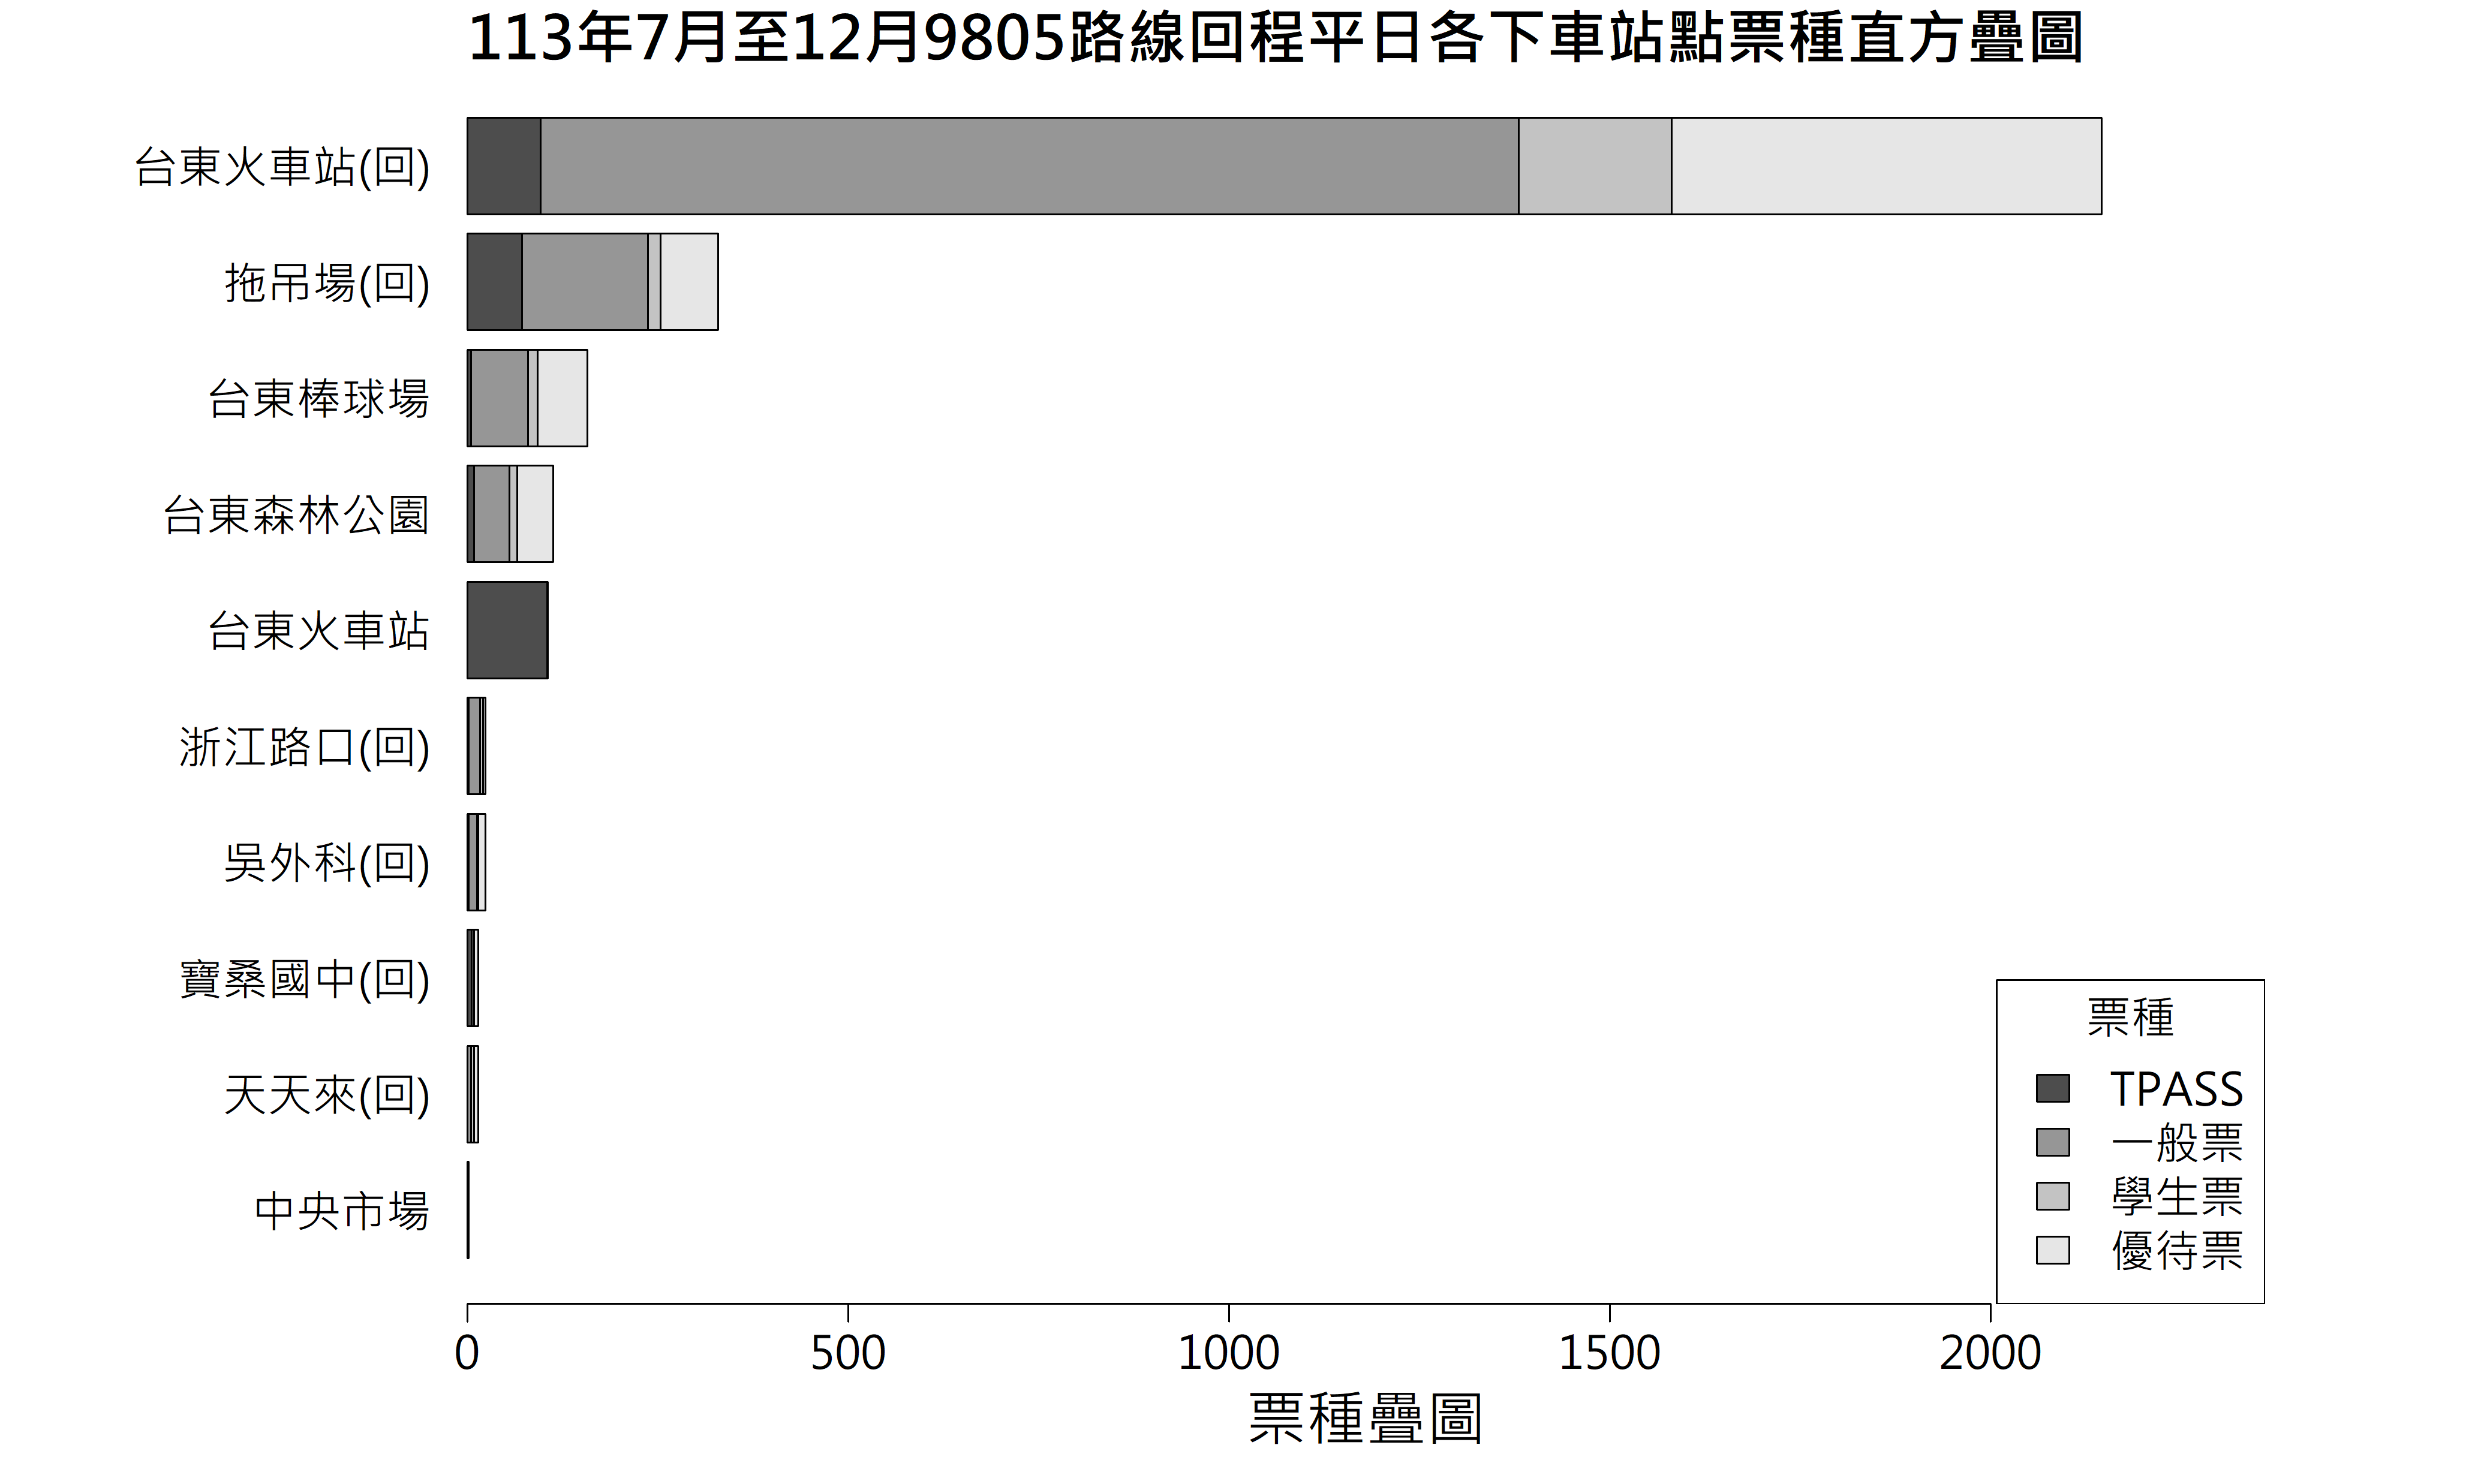 113年7月至12月9805路線回程平日各下車站點票種直方疊圖
台東火車站(回)
拖吊場(回)
台東棒球場
台東森林公園
台東火車站
浙江路口(回)
吳外科(回)
寶桑國中(回)
天天來(回)
中央市場
票種
TPASS
一般票
學生票
優待票
0 500 1000 1500 2000
票種疊圖